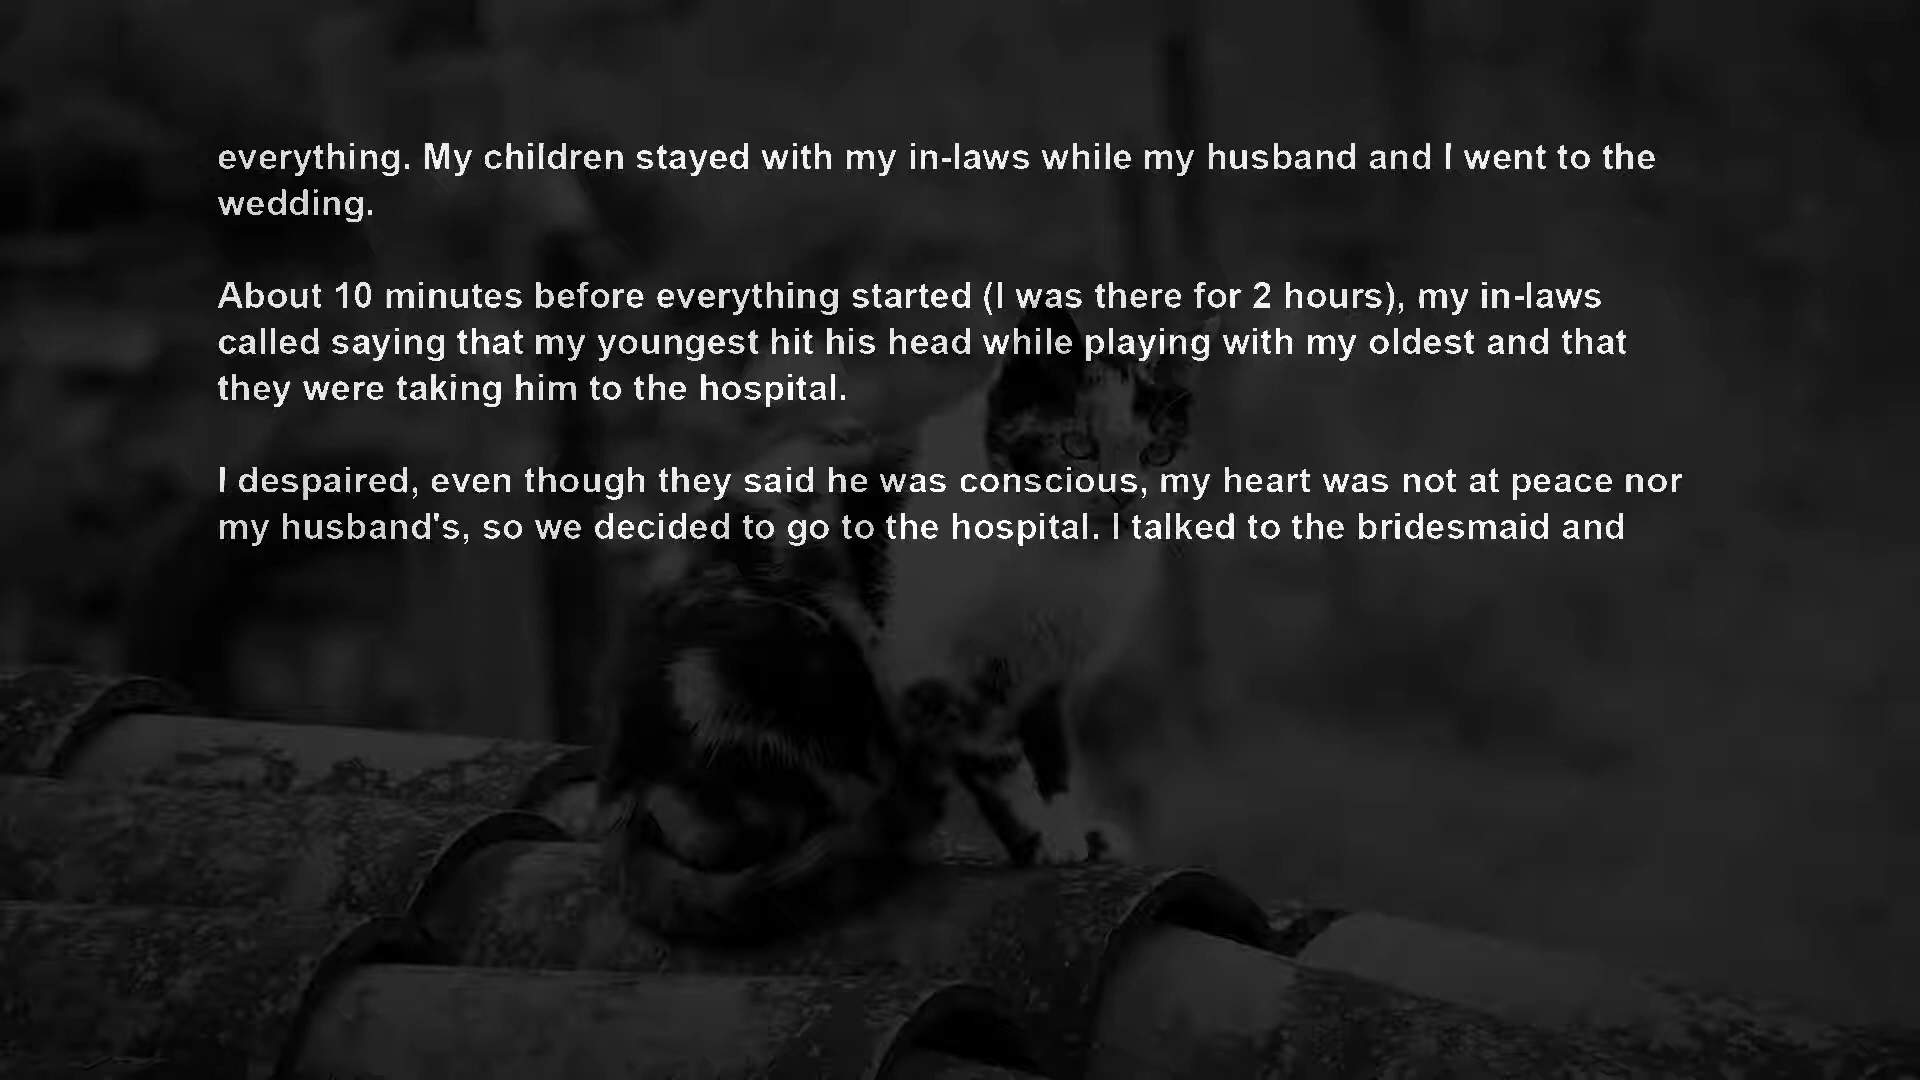 everything. My children stayed with my in-laws while my husband and I went to the
wedding.
About 10 minutes before everything started (I was there for 2 hours), my in-laws
called saying that my youngest hit his head while playing with my oldest and that
they were taking him to the hospital.
I despaired, even though they said he was conscious, my heart was not at peace nor
my husband's, so we decided to go to the hospital. I talked to the bridesmaid and